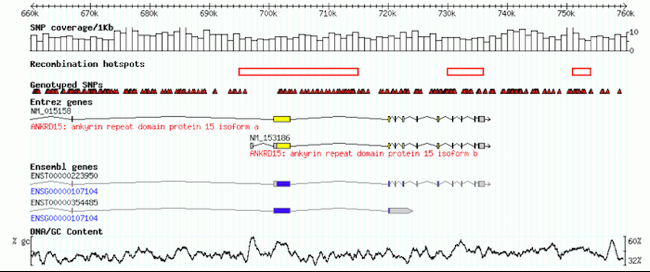 660k 670k 680k 690k 700k 710k 720k 730k 740k 750k 760k
SNP coverage/1Kb
10
0
Recombination hotspots
Genotyped SNPs
Entrez genes
NM_015158
ANKRD15: ankyrin repeat domain protein 15 isoform a
NM_153186
ANKRD15: ankyrin repeat domain protein 15 isoform b
Ensembl genes
ENST00000223950
ENSG00000107104
ENST00000354485
ENSG00000107104
DNA/GC Content
% gc
60%
32%